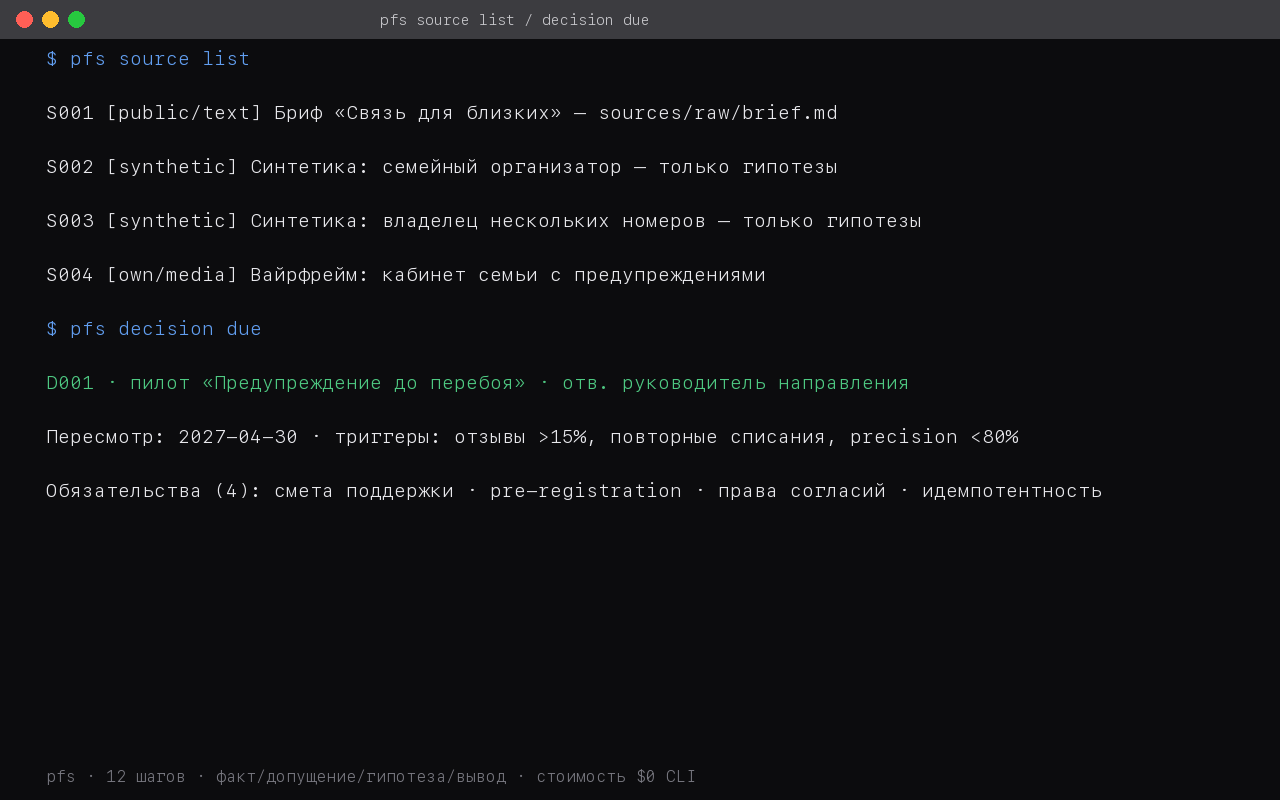 pfs source list / decision due
$ pfs source list
S001 [public/text] Бриф «Связь для близких» — sources/raw/brief.md
S002 [synthetic] Синтетика: семейный организатор — только гипотезы
S003 [synthetic] Синтетика: владелец нескольких номеров — только гипотезы
S004 [own/media] Вайрфрейм: кабинет семьи с предупреждениями
$ pfs decision due
D001 · пилот «Предупреждение до перебоя» · отв. руководитель направления
Пересмотр: 2027-04-30 · триггеры: отзывы >15%, повторные списания, precision <80%
Обязательства (4): смета поддержки · pre-registration · права согласий · идемпотентность
pfs · 12 шагов · факт/допущение/гипотеза/вывод · стоимость $0 CLI